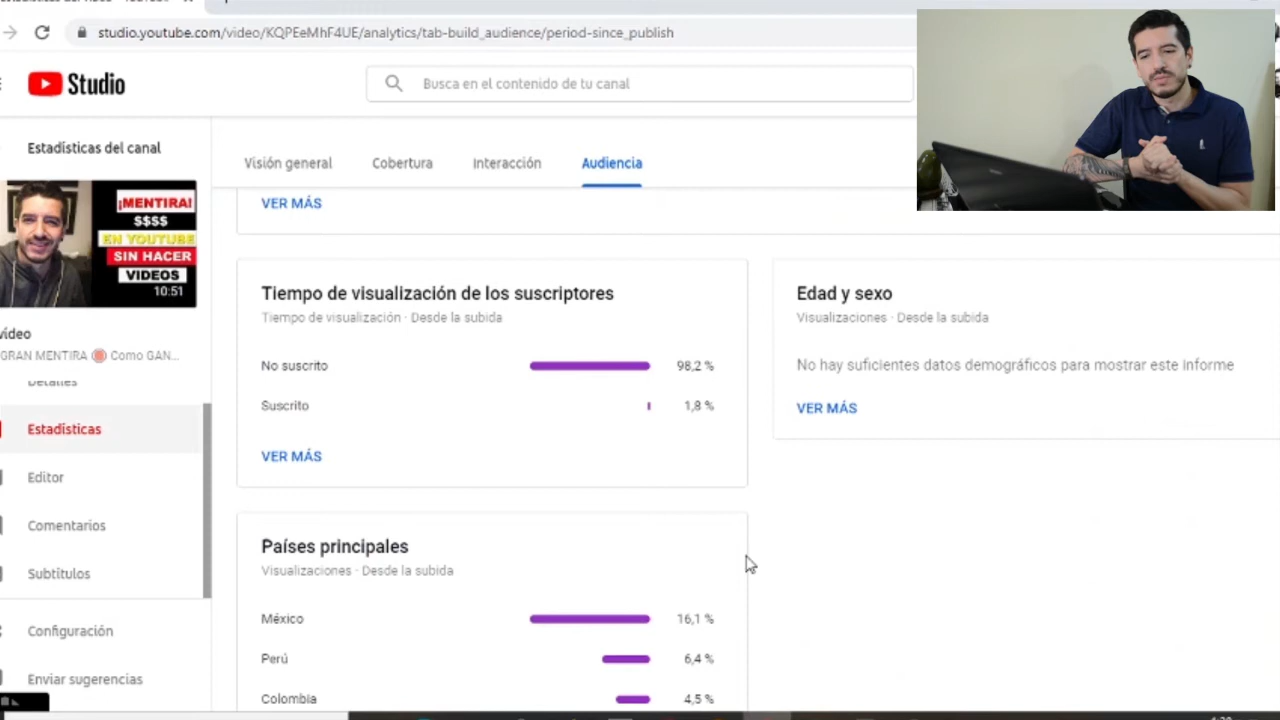 studio.youtube.com/video/KQPEeMhF4UE/analytics/tab-build_audience/period-since_publish
Studio
Busca en el contenido de tu canal
Estadísticas del canal
Visión general
Cobertura
Interacción
Audiencia
¡MENTIRA!
$$$$
EN YOUTUBE
SIN HACER
VIDEOS
10:51
VER MÁS
Tiempo de visualización de los suscriptores
Tiempo de visualización · Desde la subida
No suscrito 98,2 %
Suscrito 1,8 %
VER MÁS
Edad y sexo
Visualizaciones · Desde la subida
No hay suficientes datos demográficos para mostrar este informe
VER MÁS
vídeo
GRAN MENTIRA Como GAN...
Detalles
Estadísticas
Editor
Comentarios
Subtítulos
Configuración
Enviar sugerencias
Países principales
Visualizaciones · Desde la subida
México 16,1 %
Perú 6,4 %
Colombia 4,5 %